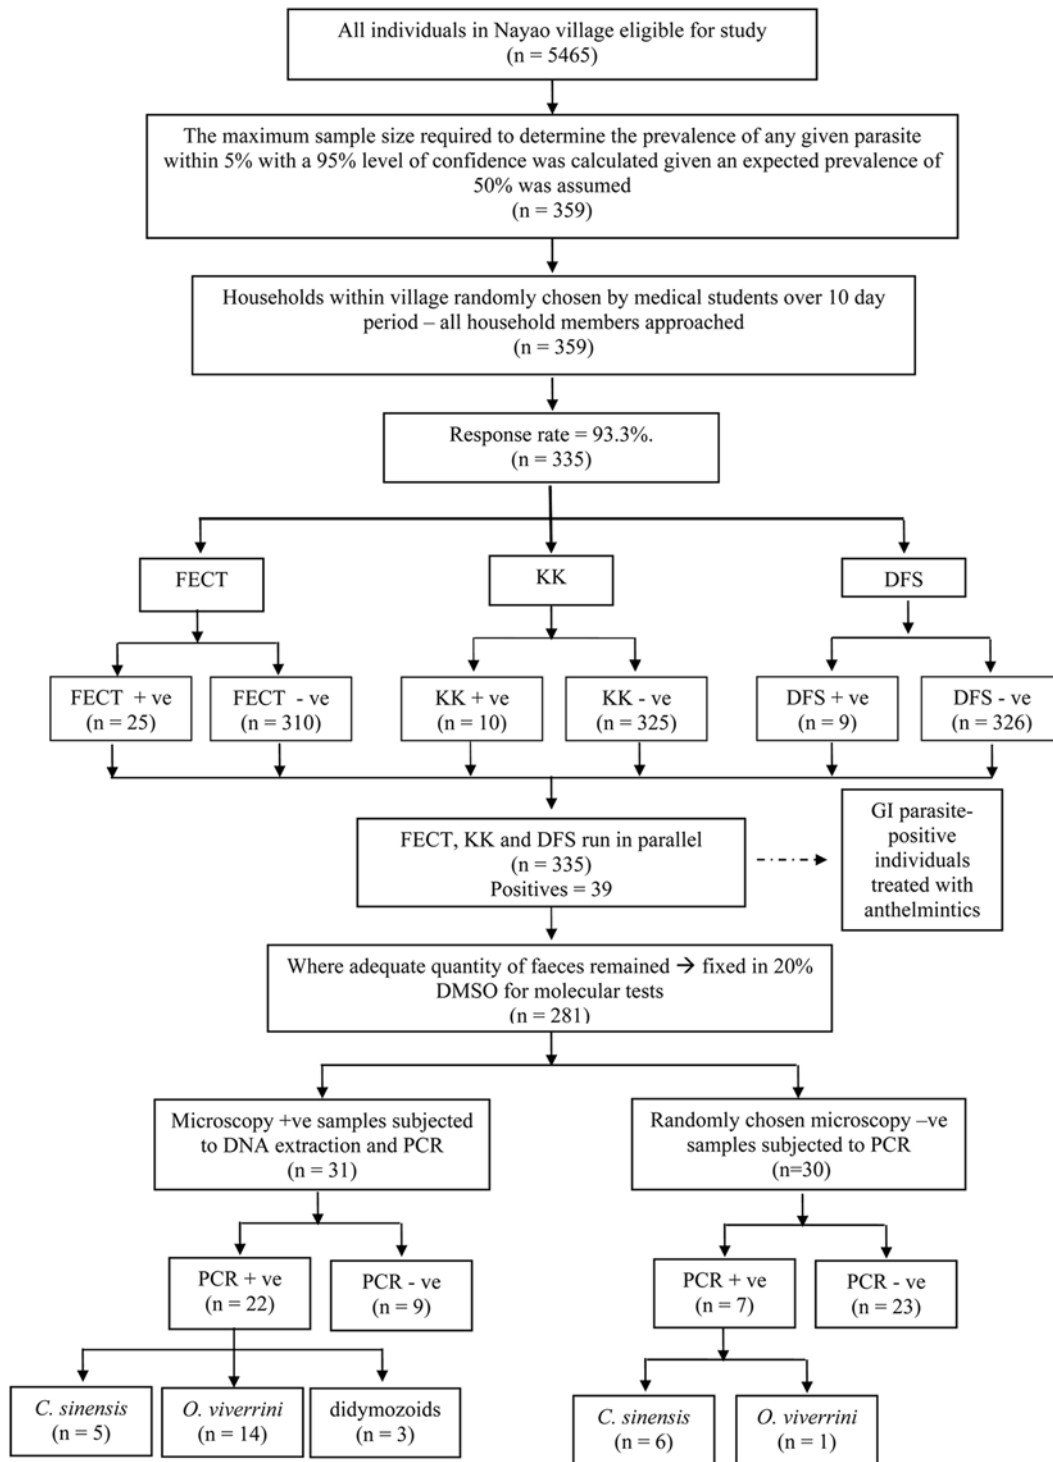 All individuals in Nayao village eligible for study
(n = 5465)
The maximum sample size required to determine the prevalence of any given parasite
within 5% with a 95% level of confidence was calculated given an expected prevalence of
50% was assumed
(n = 359)
Households within village randomly chosen by medical students over 10 day
period – all household members approached
(n = 359)
Response rate = 93.3%.
(n = 335)
FECT
KK
DFS
FECT + ve
(n = 25)
FECT - ve
(n = 310)
KK + ve
(n = 10)
KK - ve
(n = 325)
DFS + ve
(n = 9)
DFS - ve
(n = 326)
FECT, KK and DFS run in parallel
(n = 335)
Positives = 39
GI parasite-
positive
individuals
treated with
anthelmintics
Where adequate quantity of faeces remained → fixed in 20%
DMSO for molecular tests
(n = 281)
Microscopy +ve samples subjected
to DNA extraction and PCR
(n = 31)
Randomly chosen microscopy –ve
samples subjected to PCR
(n=30)
PCR + ve
(n = 22)
PCR - ve
(n = 9)
PCR + ve
(n = 7)
PCR - ve
(n = 23)
C. sinensis
(n = 5)
O. viverrini
(n = 14)
didymozoids
(n = 3)
C. sinensis
(n = 6)
O. viverrini
(n = 1)